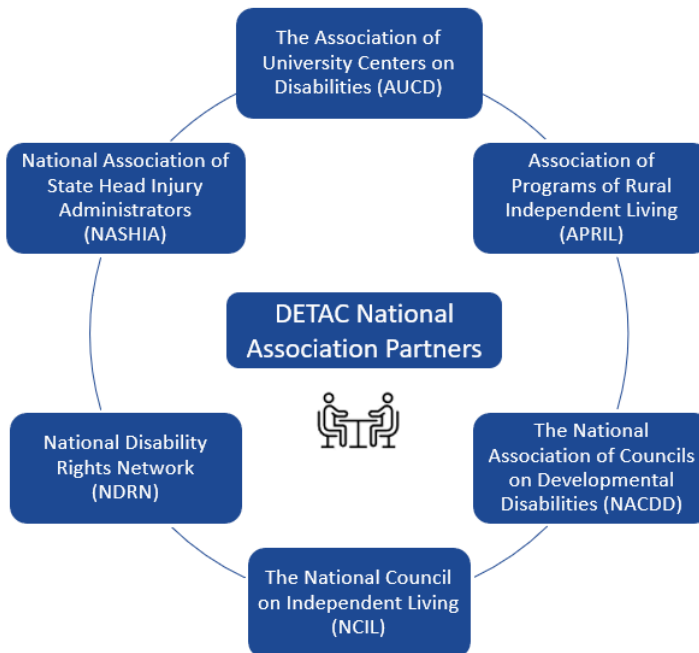 The Association of
University Centers on
Disabilities (AUCD)
National Association of
State Head Injury
Administrators
(NASHIA)
Association of
Programs of Rural
Independent Living
(APRIL)
DETAC National
Association Partners
National Disability
Rights Network
(NDRN)
The National
Association of Councils
on Developmental
Disabilities (NACDD)
The National Council
on Independent Living
(NCIL)